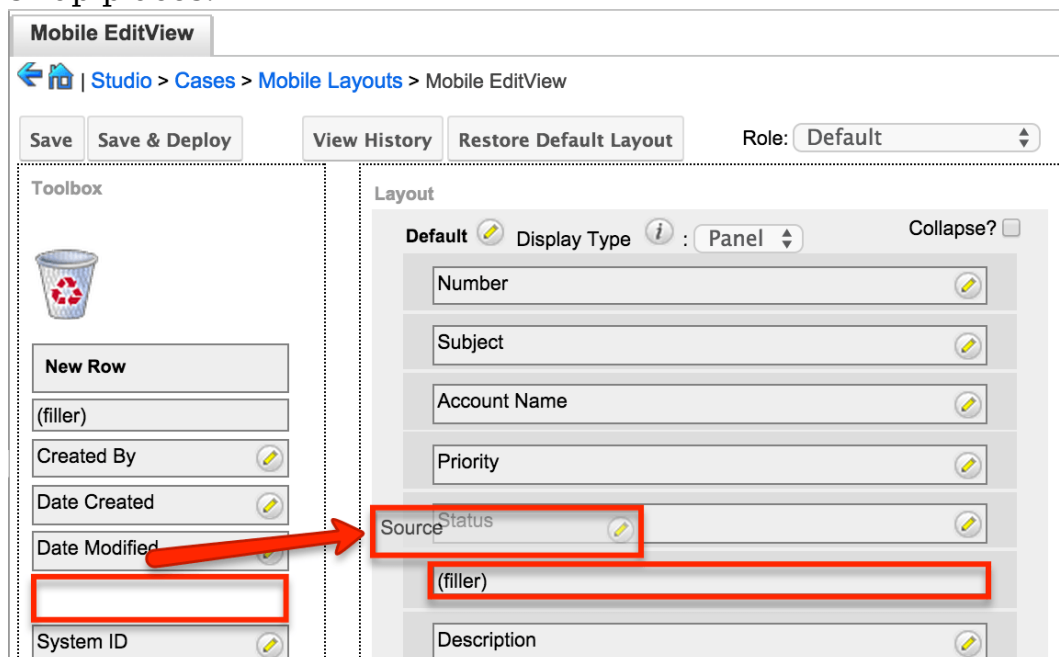 Mobile EditView
| Studio > Cases > Mobile Layouts > Mobile EditView
Save Save & Deploy View History Restore Default Layout Role: Default
Toolbox
New Row
(filler)
Created By
Date Created
Date Modified
System ID
Layout
Default Display Type i : Panel Collapse?
Number
Subject
Account Name
Priority
Source Status
(filler)
Description